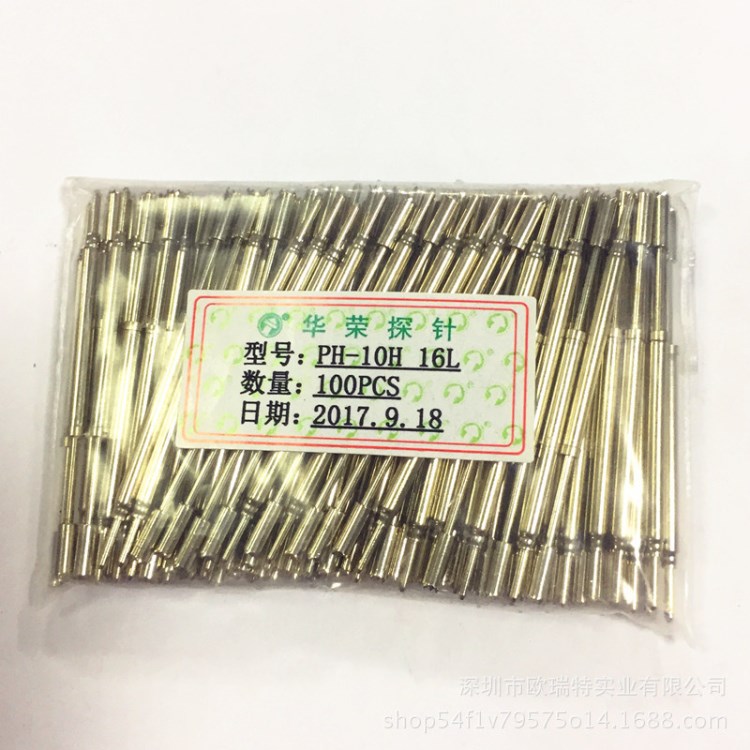 华荣探针
型号：PH-10H 16L
数量：100PCS
日期：2017.9.18
深圳市欧瑞特实业有限公司
shop54f1v79575o14.1688.com